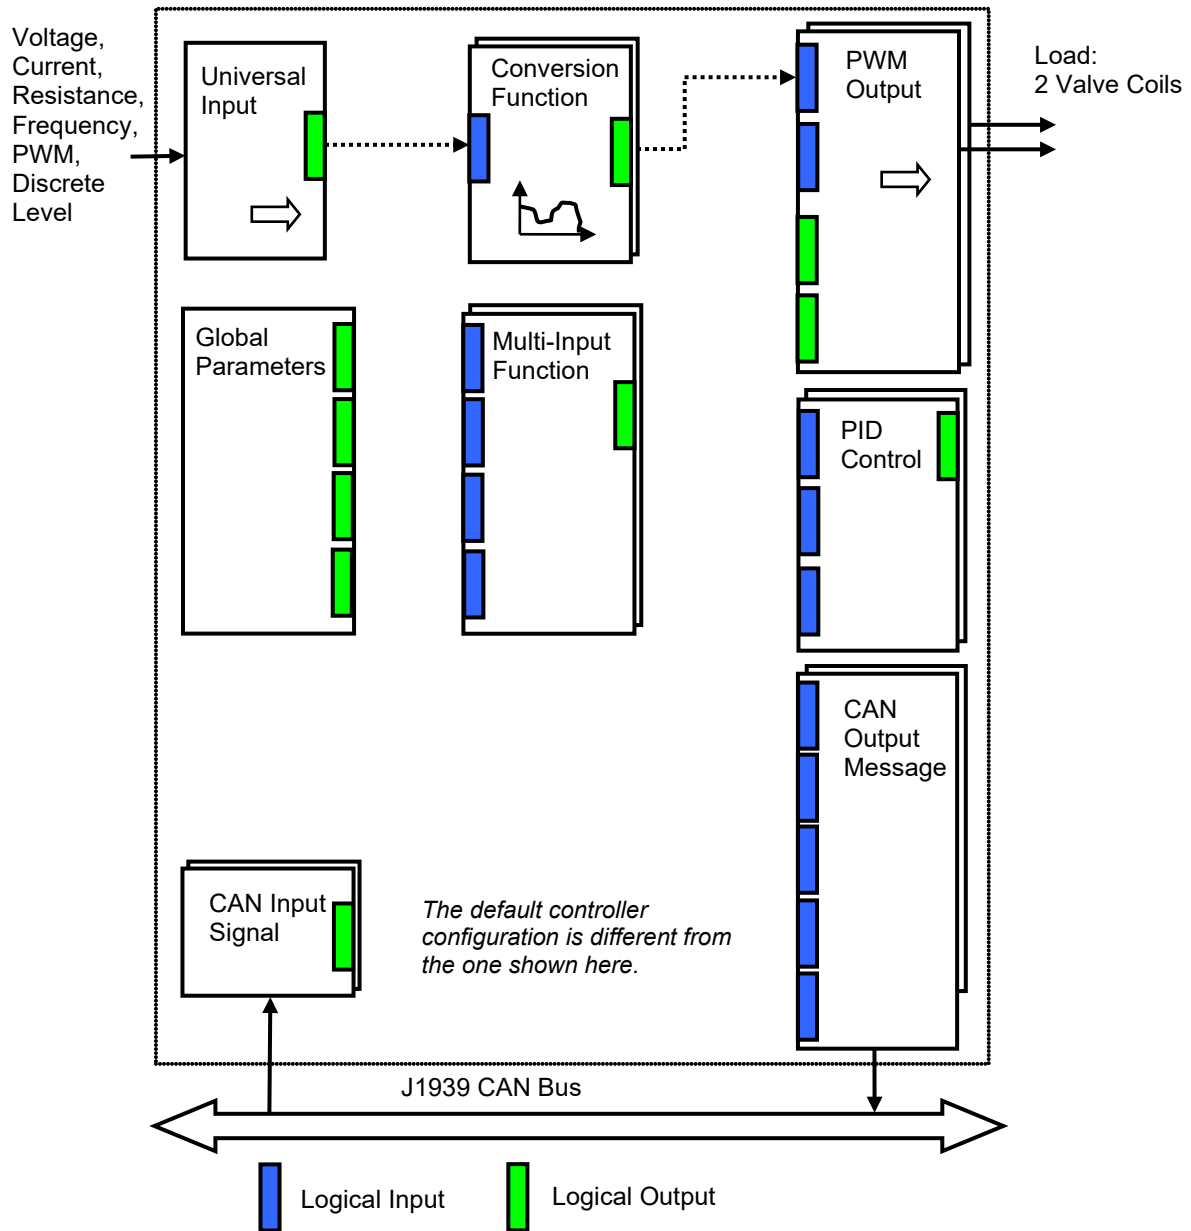 Voltage,
Current,
Resistance,
Frequency,
PWM,
Discrete
Level
Universal
Input
Conversion
Function
PWM
Output
Load:
2 Valve Coils
Global
Parameters
Multi-Input
Function
PID
Control
CAN
Output
Message
CAN Input
Signal
The default controller
configuration is different from
the one shown here.
J1939 CAN Bus
Logical Input
Logical Output